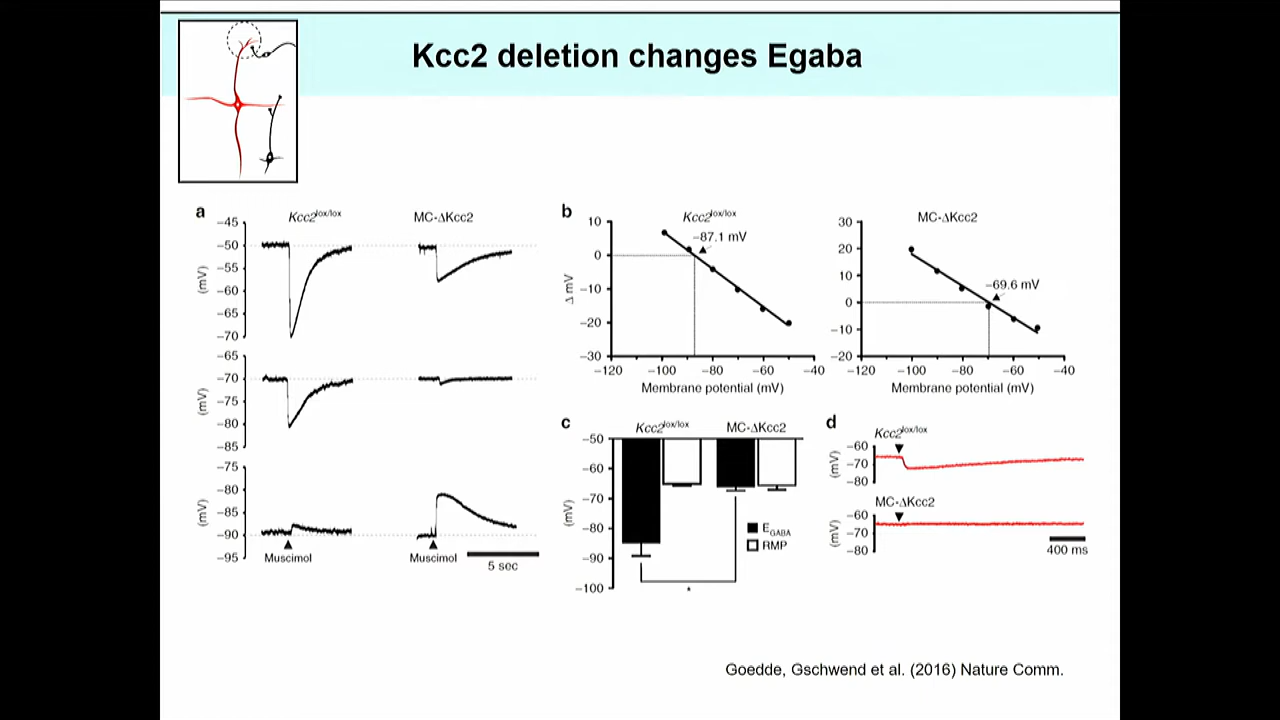 Kcc2 deletion changes Egaba
a
Kcc2lox/lox
MC-ΔKcc2
−45
−50
−55
−60
−65
−70
(mV)
−65
−70
−75
−80
−85
(mV)
−75
−80
−85
−90
−95
(mV)
Muscimol
Muscimol
5 sec
b
Kcc2lox/lox
−87.1 mV
10
0
−10
−20
−30
Δ mV
−120
−100
−80
−60
−40
Membrane potential (mV)
MC-ΔKcc2
−69.6 mV
30
20
10
0
−10
−20
−120
−100
−80
−60
−40
Membrane potential (mV)
c
Kcc2lox/lox
MC-ΔKcc2
−50
−60
−70
−80
−90
−100
(mV)
EGABA
RMP
*
d
Kcc2lox/lox
−60
−70
−80
(mV)
MC-ΔKcc2
−60
−70
−80
(mV)
400 ms
Goedde, Gschwend et al. (2016) Nature Comm.